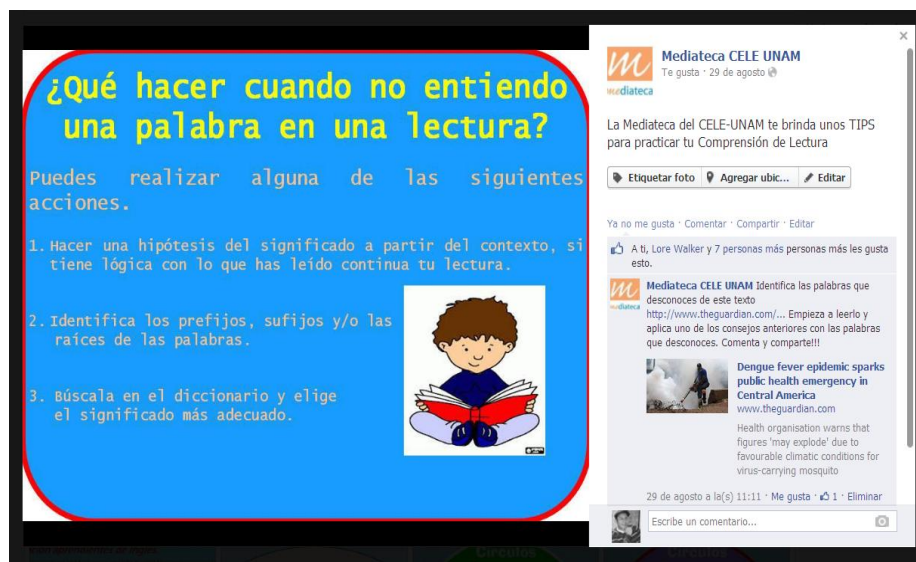 ¿Qué hacer cuando no entiendo
una palabra en una lectura?
Puedes realizar alguna de las siguientes
acciones.
1. Hacer una hipótesis del significado a partir del contexto, si
tiene lógica con lo que has leído continua tu lectura.
2. Identifica los prefijos, sufijos y/o las
raíces de las palabras.
3. Búscala en el diccionario y elige
el significado más adecuado.
Mediateca CELE UNAM
Te gusta · 29 de agosto
mediateca
La Mediateca del CELE-UNAM te brinda unos TIPS
para practicar tu Comprensión de Lectura
Etiquetar foto Agregar ubic... Editar
Ya no me gusta · Comentar · Compartir · Editar
A ti, Lore Walker y 7 personas más personas más les gusta
esto.
Mediateca CELE UNAM Identifica las palabras que
desconoces de este texto
http://www.theguardian.com/... Empieza a leerlo y
aplica uno de los consejos anteriores con las palabras
que desconoces. Comenta y comparte!!!
mediateca
Dengue fever epidemic sparks
public health emergency in
Central America
www.theguardian.com
Health organisation warns that
figures 'may explode' due to
favourable climatic conditions for
virus-carrying mosquito
29 de agosto a la(s) 11:11 · Me gusta · 1 · Eliminar
Escribe un comentario...
Círculos
Círculos